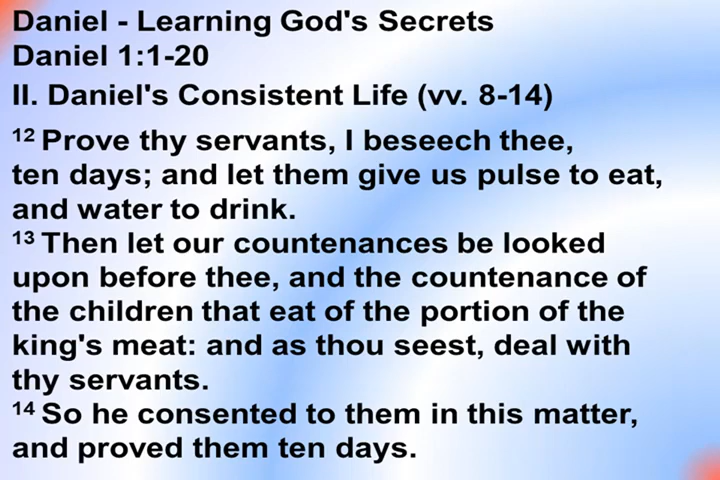 Daniel - Learning God's Secrets
Daniel 1:1-20
II. Daniel's Consistent Life (vv. 8-14)
12 Prove thy servants, I beseech thee,
ten days; and let them give us pulse to eat,
and water to drink.
13 Then let our countenances be looked
upon before thee, and the countenance of
the children that eat of the portion of the
king's meat: and as thou seest, deal with
thy servants.
14 So he consented to them in this matter,
and proved them ten days.